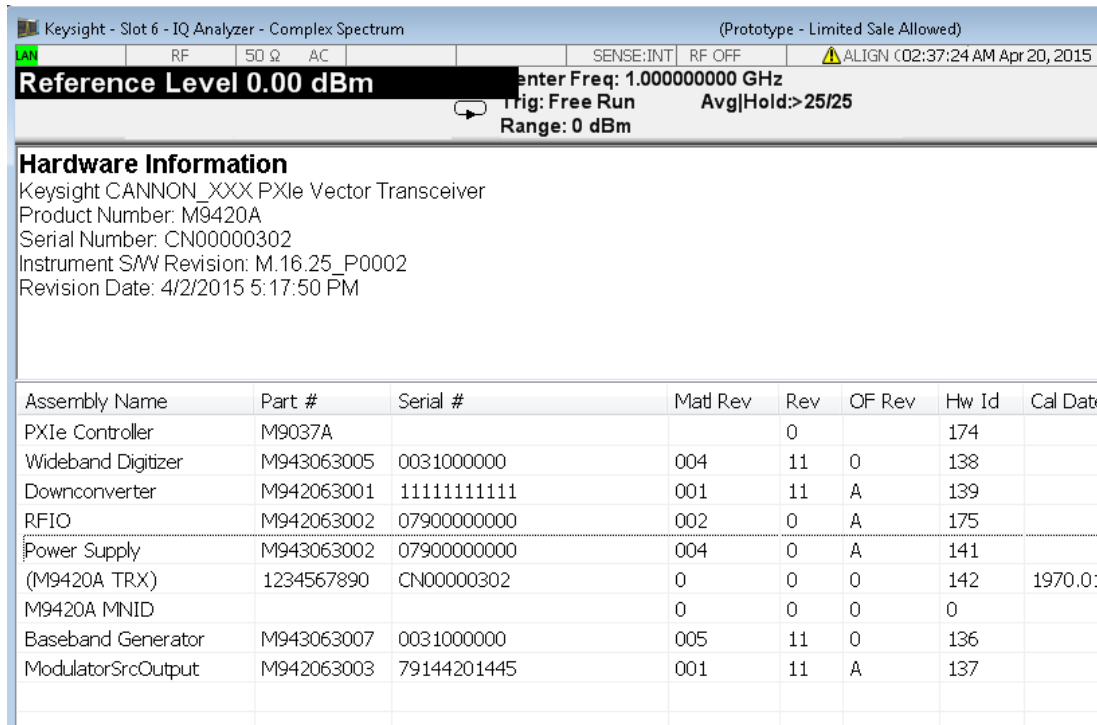 Keysight - Slot 6 - IQ Analyzer - Complex Spectrum (Prototype - Limited Sale Allowed)
LAN RF 50 Ω AC SENSE:INT RF OFF ALIGN 02:37:24 AM Apr 20, 2015
Reference Level 0.00 dBm enter Freq: 1.000000000 GHz
Trig: Free Run Avg|Hold:>25/25
Range: 0 dBm
Hardware Information
Keysight CANNON_XXX PXIe Vector Transceiver
Product Number: M9420A
Serial Number: CN00000302
Instrument S/W Revision: M.16.25_P0002
Revision Date: 4/2/2015 5:17:50 PM
Assembly Name Part # Serial # Matl Rev Rev OF Rev Hw Id Cal Date
PXIe Controller M9037A 0 174
Wideband Digitizer M943063005 0031000000 004 11 0 138
Downconverter M942063001 11111111111 001 11 A 139
RFIO M942063002 07900000000 002 0 A 175
Power Supply M943063002 07900000000 004 0 A 141
(M9420A TRX) 1234567890 CN00000302 0 0 0 142 1970.01
M9420A MNID 0 0 0 0
Baseband Generator M943063007 0031000000 005 11 0 136
ModulatorSrcOutput M942063003 79144201445 001 11 A 137